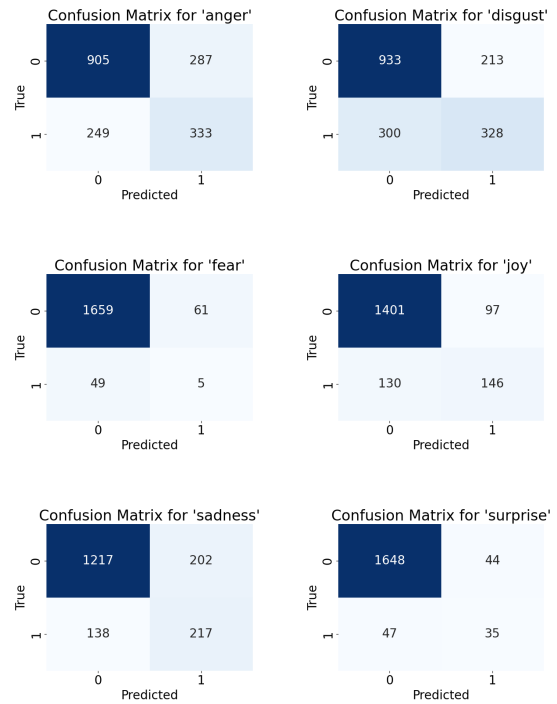 Confusion Matrix for 'anger'
0 905 287
1 249 333
True
0 1
Predicted
Confusion Matrix for 'disgust'
0 933 213
1 300 328
True
0 1
Predicted
Confusion Matrix for 'fear'
0 1659 61
1 49 5
True
0 1
Predicted
Confusion Matrix for 'joy'
0 1401 97
1 130 146
True
0 1
Predicted
Confusion Matrix for 'sadness'
0 1217 202
1 138 217
True
0 1
Predicted
Confusion Matrix for 'surprise'
0 1648 44
1 47 35
True
0 1
Predicted